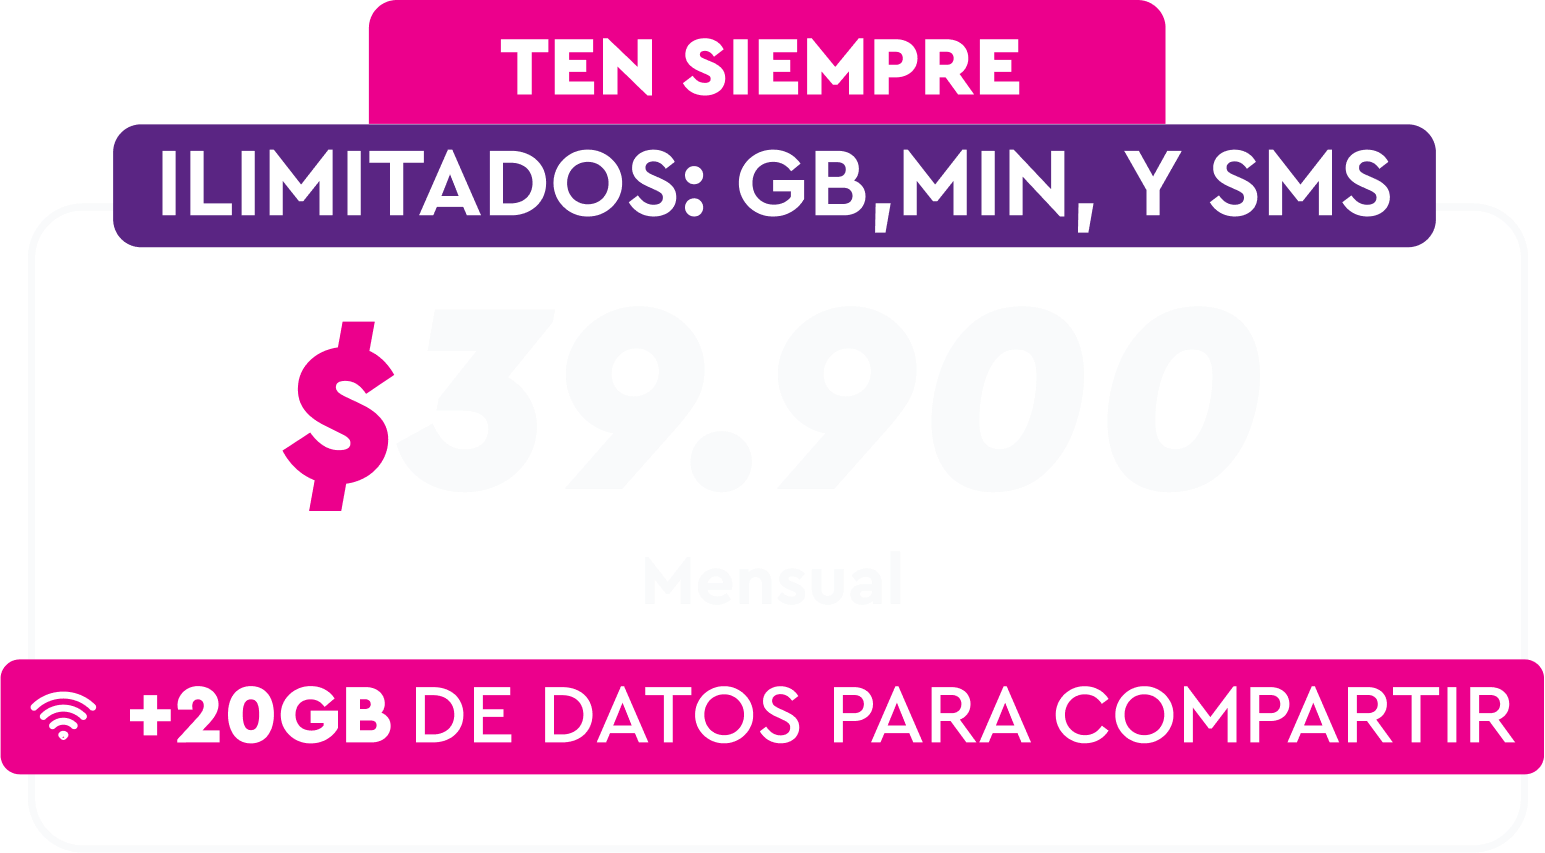 TEN SIEMPRE
ILIMITADOS: GB,MIN, Y SMS
$39.900
Mensual
+20GB DE DATOS PARA COMPARTIR